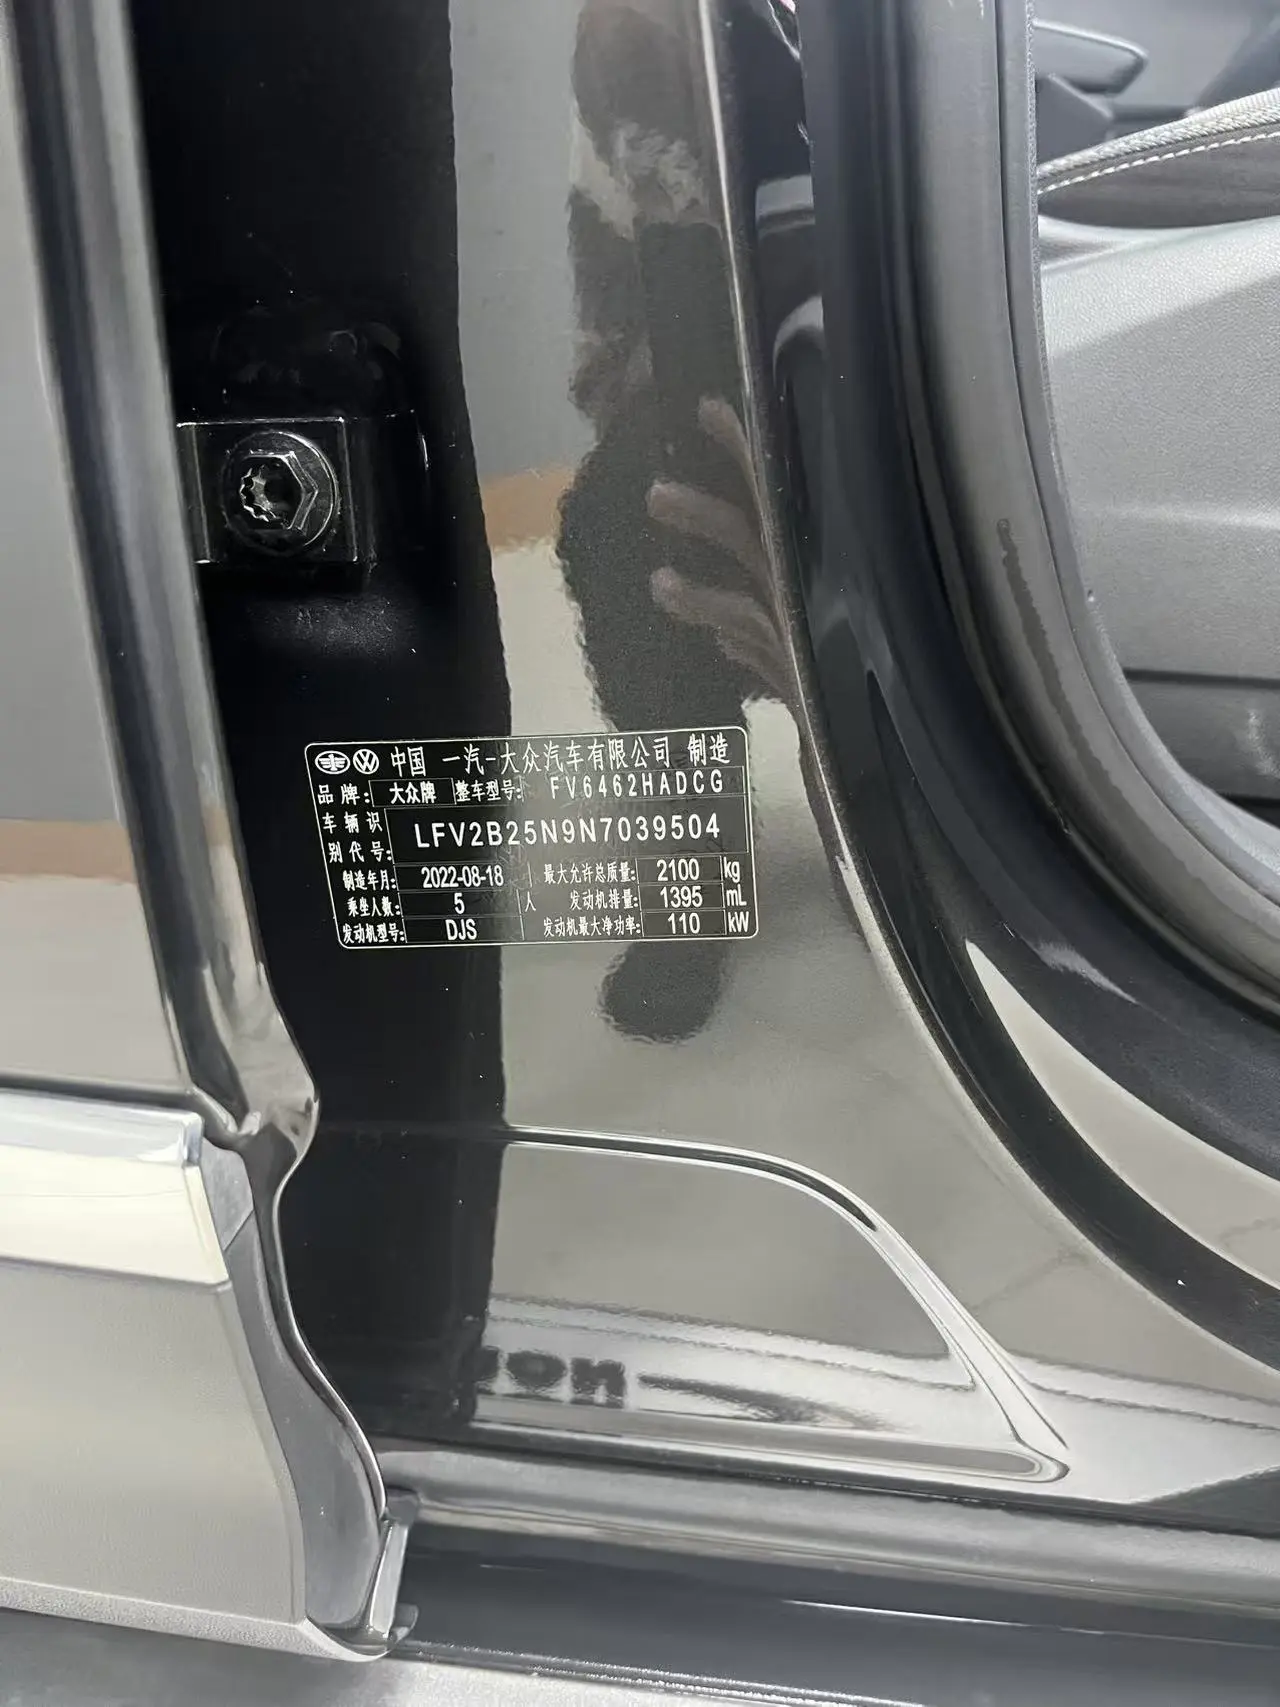 中国 一汽-大众汽车有限公司 制造
品牌: 大众牌 整车型号: FV6462HADCG
车辆识别代号: LFV2B25N9N7039504
制造年月: 2022-08-18 最大允许总质量: 2100 kg
乘坐人数: 5 人 发动机排量: 1395 mL
发动机型号: DJS 发动机最大净功率: 110 kW